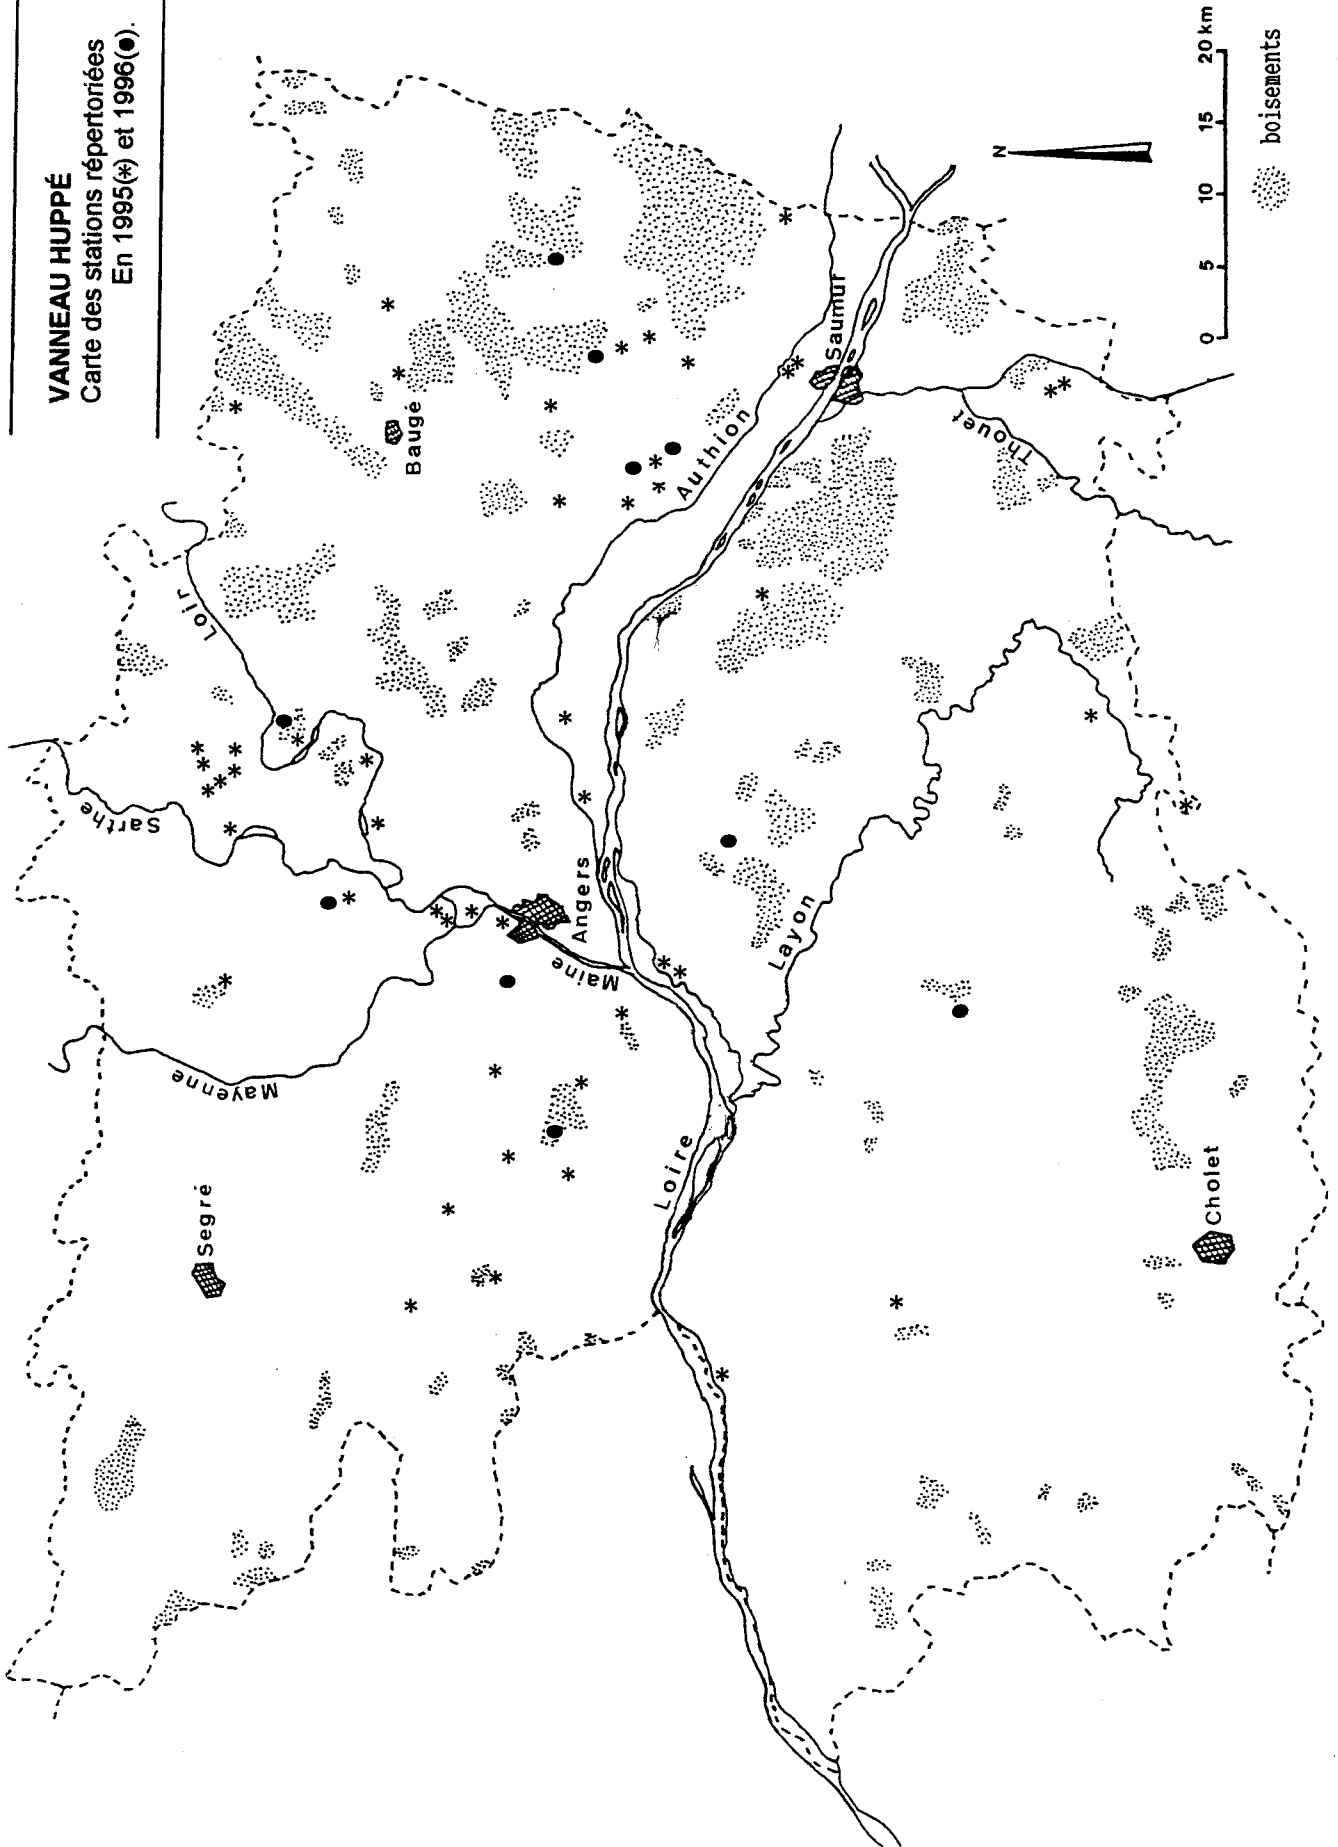 VANNEAU HUPPÉ
Carte des stations répertoriées
En 1995(*) et 1996(●).
Segré
Mayenne
Sarthe
Loir
Baugé
Angers
Maine
Authion
Loire
Layon
Saumur
Thouet
Cholet
N
0 5 10 15 20 km
boisements